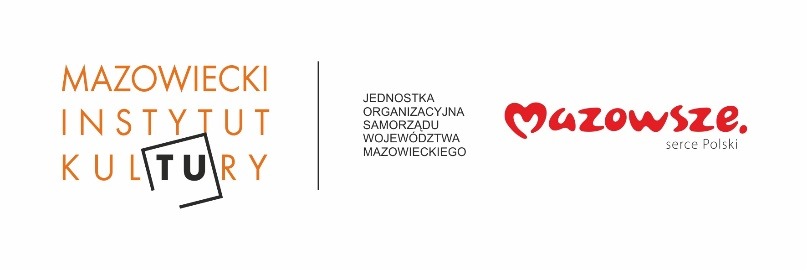 MAZOWIECKI
INSTYTUT
KULTURY
JEDNOSTKA
ORGANIZACYJNA
SAMORZĄDU
WOJEWÓDZTWA
MAZOWIECKIEGO
Mazowsze.
serce Polski